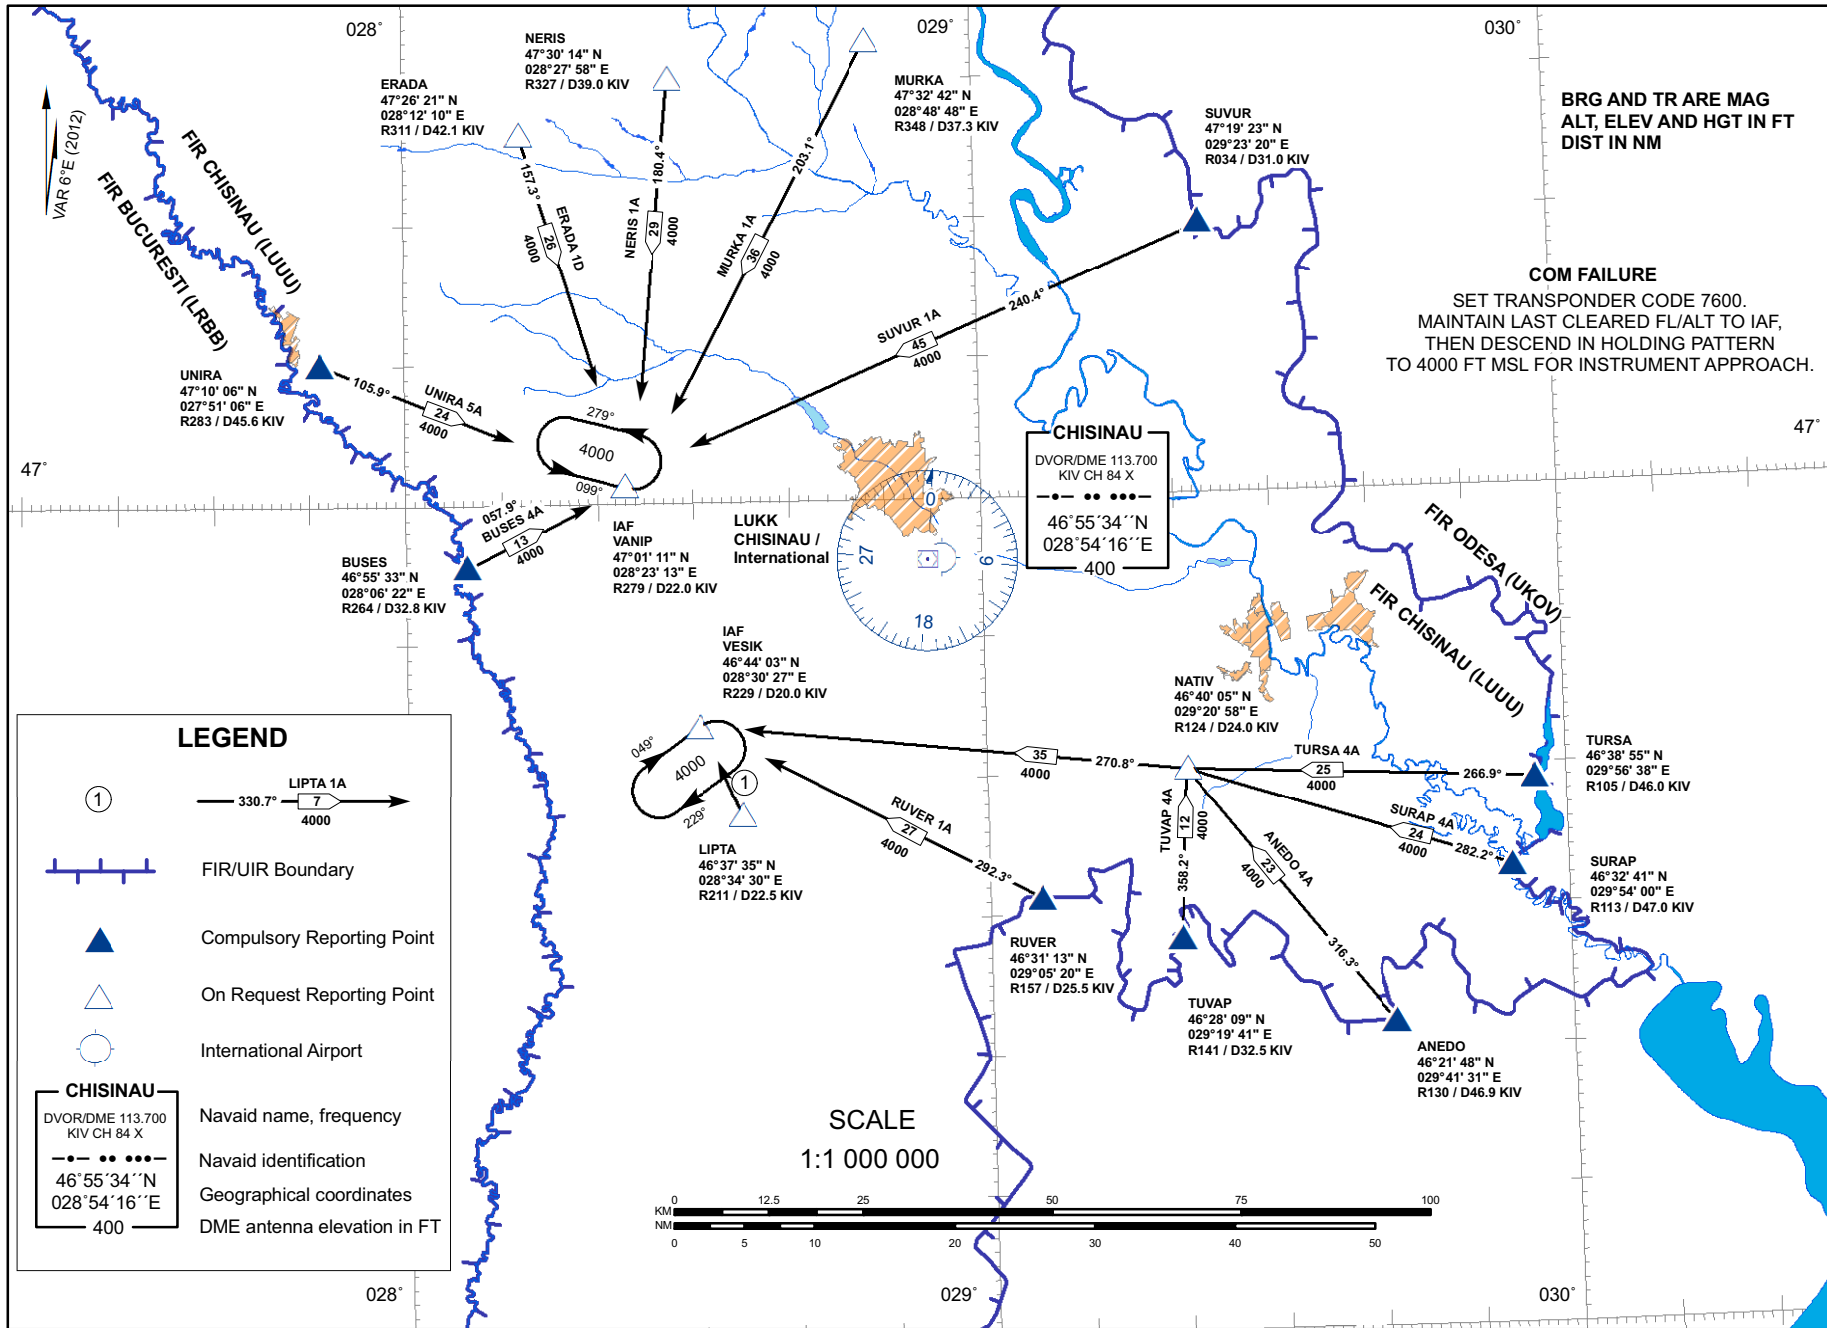 028°
029°
030°
NERIS
47°30' 14" N
028°27' 58" E
R327 / D39.0 KIV
ERADA
47°26' 21" N
028°12' 10" E
R311 / D42.1 KIV
MURKA
47°32' 42" N
028°48' 48" E
R348 / D37.3 KIV
SUVUR
47°19' 23" N
029°23' 20" E
R034 / D31.0 KIV
BRG AND TR ARE MAG
ALT, ELEV AND HGT IN FT
DIST IN NM
VAR 6°E (2012)
FIR CHISINAU (LUUU)
FIR BUCURESTI (LRBB)
157.3°
ERADA 1D
26
4000
180.4°
NERIS 1A
29
4000
203.1°
MURKA 1A
36
4000
240.4°
SUVUR 1A
45
4000
COM FAILURE
SET TRANSPONDER CODE 7600.
MAINTAIN LAST CLEARED FL/ALT TO IAF,
THEN DESCEND IN HOLDING PATTERN
TO 4000 FT MSL FOR INSTRUMENT APPROACH.
UNIRA
47°10' 06" N
027°51' 06" E
R283 / D45.6 KIV
105.9°
UNIRA 5A
24
4000
279°
4000
099°
47°
47°
CHISINAU
DVOR/DME 113.700
KIV CH 84 X
46°55´34´´N
028°54´16´´E
400
057.9°
BUSES 4A
13
4000
BUSES
46°55' 33" N
028°06' 22" E
R264 / D32.8 KIV
IAF
VANIP
47°01' 11" N
028°23' 13" E
R279 / D22.0 KIV
LUKK
CHISINAU /
International
0
9
18
27
FIR ODESA (UKOV)
FIR CHISINAU (LUUU)
IAF
VESIK
46°44' 03" N
028°30' 27" E
R229 / D20.0 KIV
049°
4000
229°
1
LIPTA
46°37' 35" N
028°34' 30" E
R211 / D22.5 KIV
NATIV
46°40' 05" N
029°20' 58" E
R124 / D24.0 KIV
35
4000
270.8°
TURSA 4A
25
4000
266.9°
TURSA
46°38' 55" N
029°56' 38" E
R105 / D46.0 KIV
RUVER 1A
27
4000
292.3°
TUVAP 4A
12
4000
358.2°
ANEDO 4A
23
4000
316.3°
SURAP 4A
24
4000
282.2°
SURAP
46°32' 41" N
029°54' 00" E
R113 / D47.0 KIV
RUVER
46°31' 13" N
029°05' 20" E
R157 / D25.5 KIV
TUVAP
46°28' 09" N
029°19' 41" E
R141 / D32.5 KIV
ANEDO
46°21' 48" N
029°41' 31" E
R130 / D46.9 KIV
LEGEND
1
LIPTA 1A
330.7°
7
4000
FIR/UIR Boundary
Compulsory Reporting Point
On Request Reporting Point
International Airport
CHISINAU
DVOR/DME 113.700
KIV CH 84 X
46°55´34´´N
028°54´16´´E
400
Navaid name, frequency
Navaid identification
Geographical coordinates
DME antenna elevation in FT
SCALE
1:1 000 000
0 12.5 25 50 75 100
KM
NM
0 5 10 20 30 40 50
028°
029°
030°